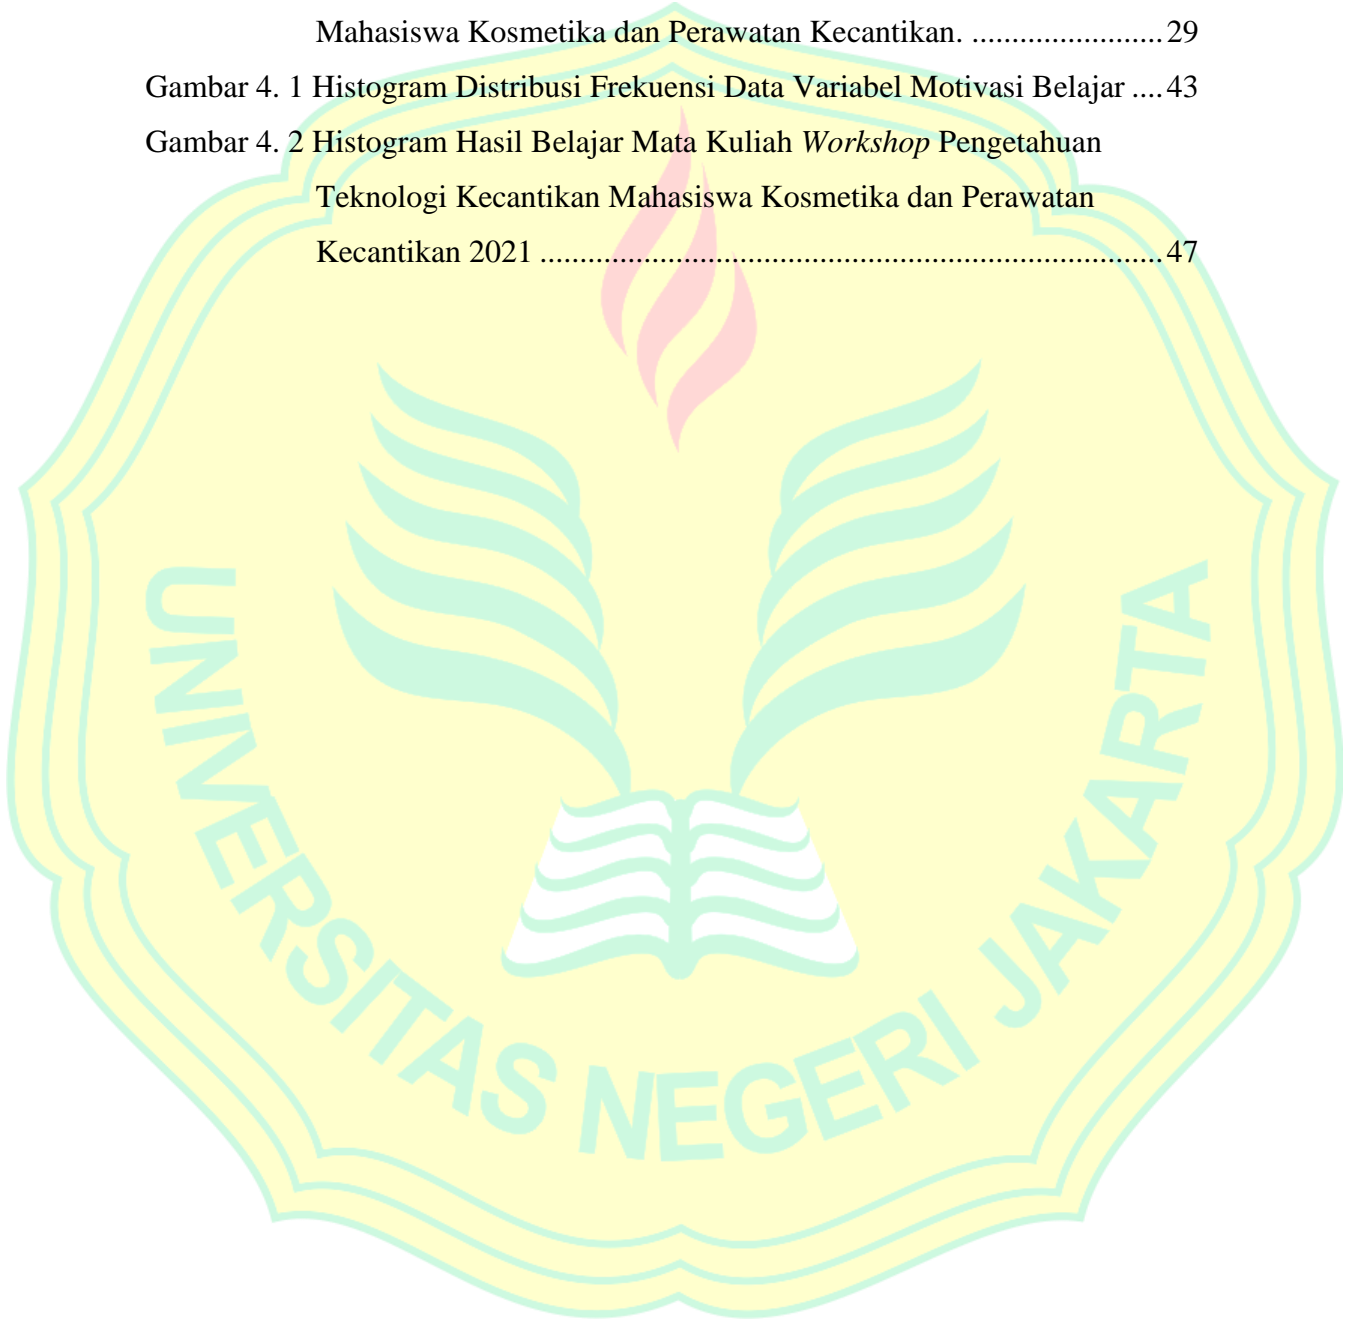 Mahasiswa Kosmetika dan Perawatan Kecantikan. ........................ 29
Gambar 4. 1 Histogram Distribusi Frekuensi Data Variabel Motivasi Belajar .... 43
Gambar 4. 2 Histogram Hasil Belajar Mata Kuliah Workshop Pengetahuan
Teknologi Kecantikan Mahasiswa Kosmetika dan Perawatan
Kecantikan 2021 .............................................................................. 47
UNIVERSITAS NEGERI JAKARTA